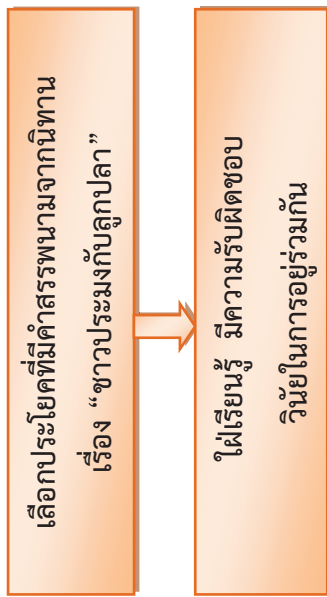 เลือกประโยคที่มีคำสรรพนามจากนิทาน
เรื่อง “ชาวประมงกับลูกปลา”
ใฝ่เรียนรู้ มีความรับผิดชอบ
วินัยในการอยู่ร่วมกัน